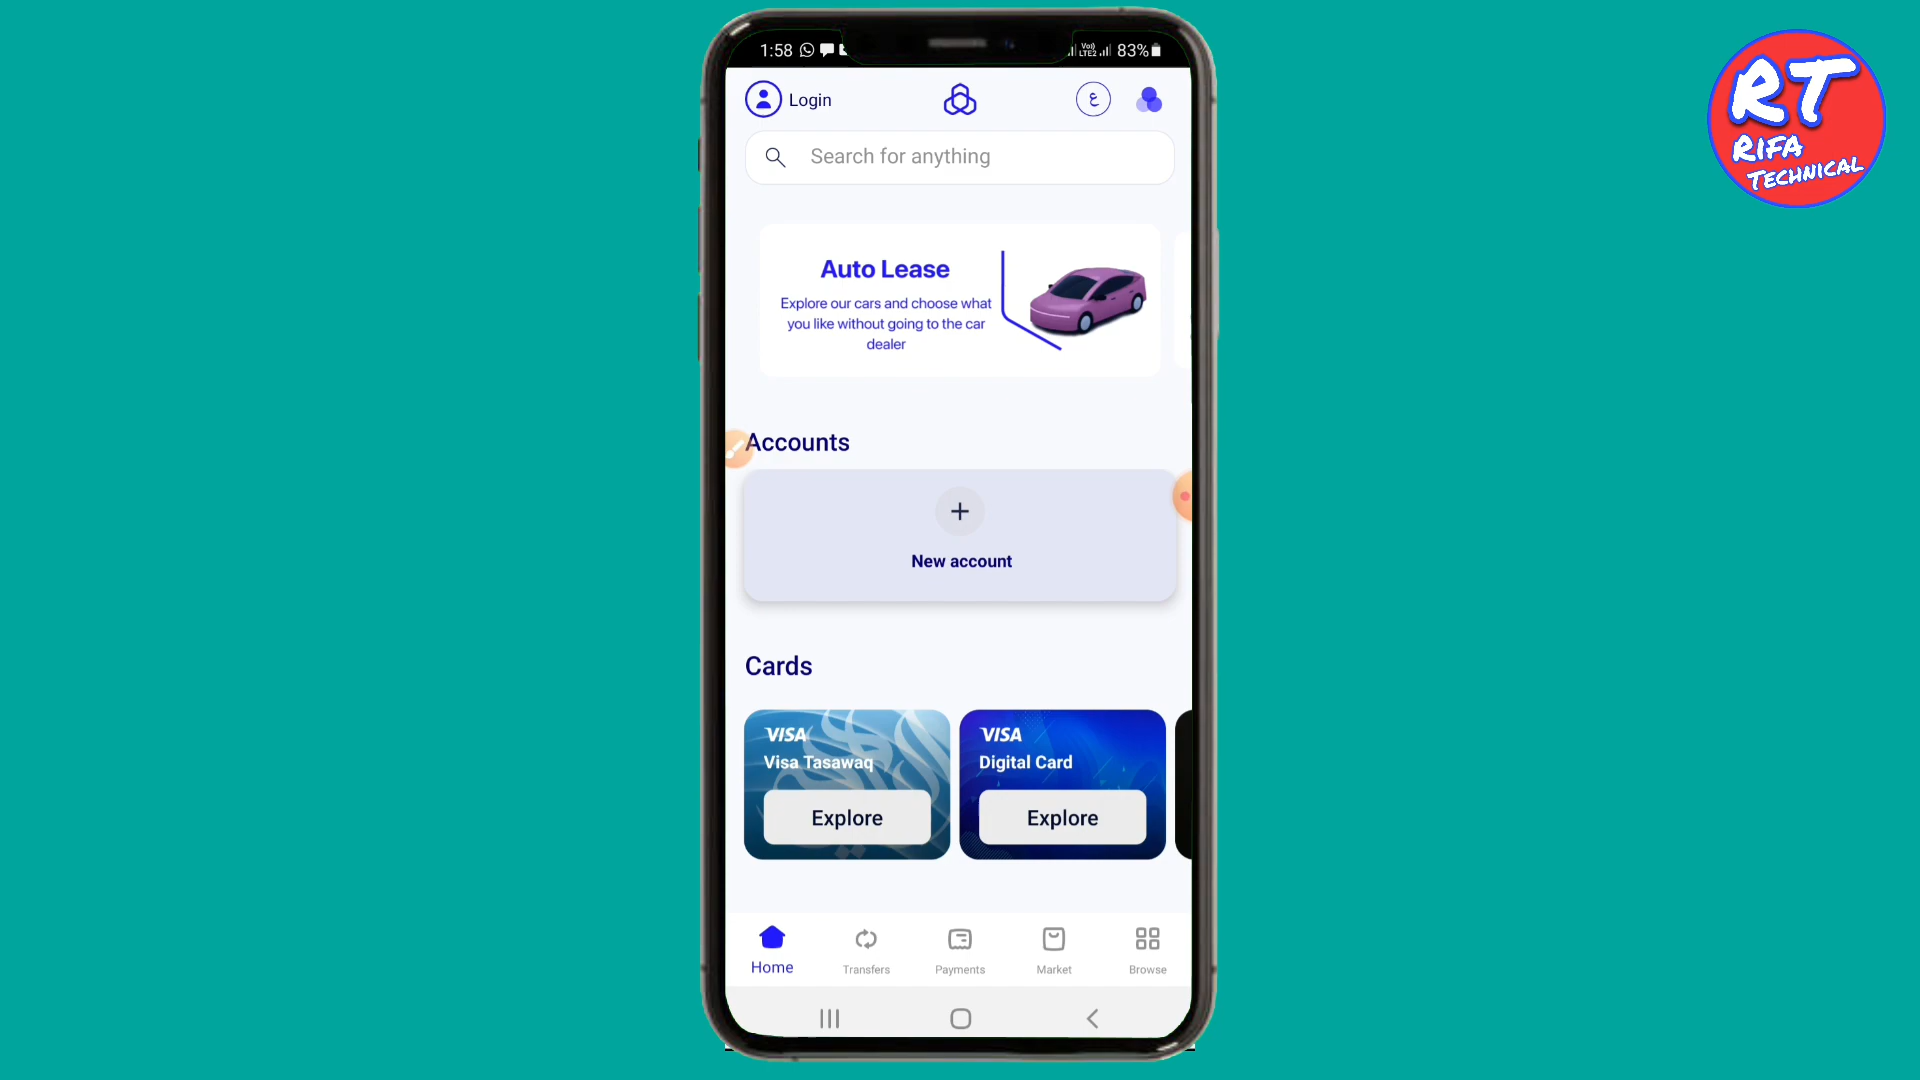 1:58
Vo))
LTE2
83%
RT
RIFA
TECHNICAL
Login
ع
Search for anything
Auto Lease
Explore our cars and choose what
you like without going to the car
dealer
Accounts
+
New account
Cards
VISA
Visa Tasawaq
Explore
VISA
Digital Card
Explore
Home
Transfers
Payments
Market
Browse